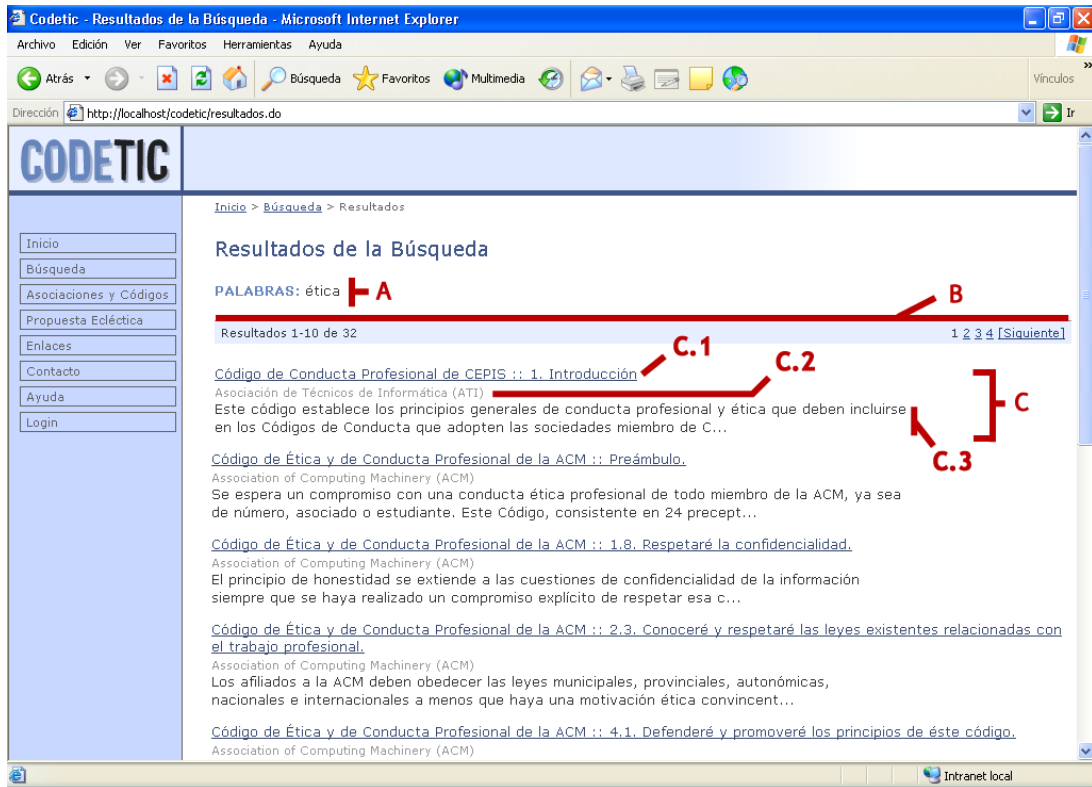 Codetic - Resultados de la Búsqueda - Microsoft Internet Explorer
Archivo Edición Ver Favoritos Herramientas Ayuda
Atrás Búsqueda Favoritos Multimedia Vínculos »
Dirección http://localhost/codetic/resultados.do Ir
CODETIC
Inicio > Búsqueda > Resultados
Inicio
Búsqueda
Asociaciones y Códigos
Propuesta Ecléctica
Enlaces
Contacto
Ayuda
Login
Resultados de la Búsqueda
PALABRAS: ética A
B
Resultados 1-10 de 32 1 2 3 4 [Siguiente]
C.1
C.2
Código de Conducta Profesional de CEPIS :: 1. Introducción
Asociación de Técnicos de Informática (ATI)
Este código establece los principios generales de conducta profesional y ética que deben incluirse
en los Códigos de Conducta que adopten las sociedades miembro de C...
C
C.3
Código de Ética y de Conducta Profesional de la ACM :: Preámbulo.
Association of Computing Machinery (ACM)
Se espera un compromiso con una conducta ética profesional de todo miembro de la ACM, ya sea
de número, asociado o estudiante. Este Código, consistente en 24 precept...
Código de Ética y de Conducta Profesional de la ACM :: 1.8. Respetaré la confidencialidad.
Association of Computing Machinery (ACM)
El principio de honestidad se extiende a las cuestiones de confidencialidad de la información
siempre que se haya realizado un compromiso explícito de respetar esa c...
Código de Ética y de Conducta Profesional de la ACM :: 2.3. Conoceré y respetaré las leyes existentes relacionadas con
el trabajo profesional.
Association of Computing Machinery (ACM)
Los afiliados a la ACM deben obedecer las leyes municipales, provinciales, autonómicas,
nacionales e internacionales a menos que haya una motivación ética convincent...
Código de Ética y de Conducta Profesional de la ACM :: 4.1. Defenderé y promoveré los principios de éste código.
Association of Computing Machinery (ACM)
Intranet local